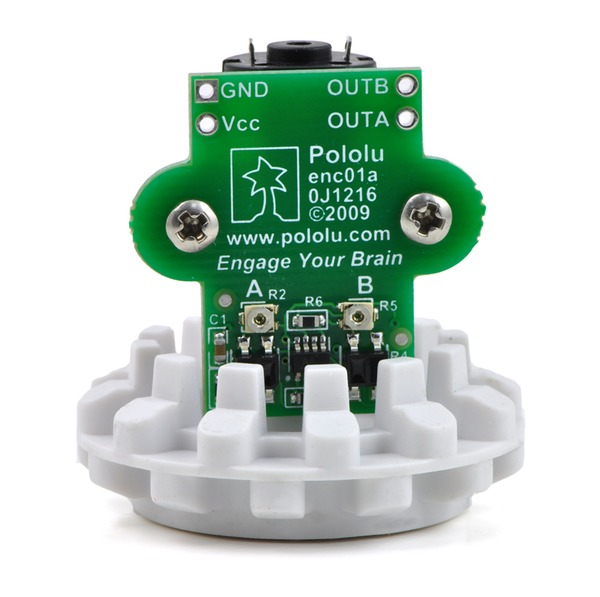 GND OUTB
Vcc OUTA
Pololu
enc01a
0J1216
©2009
www.pololu.com
Engage Your Brain
A R2 R6 B R5
C1
R4